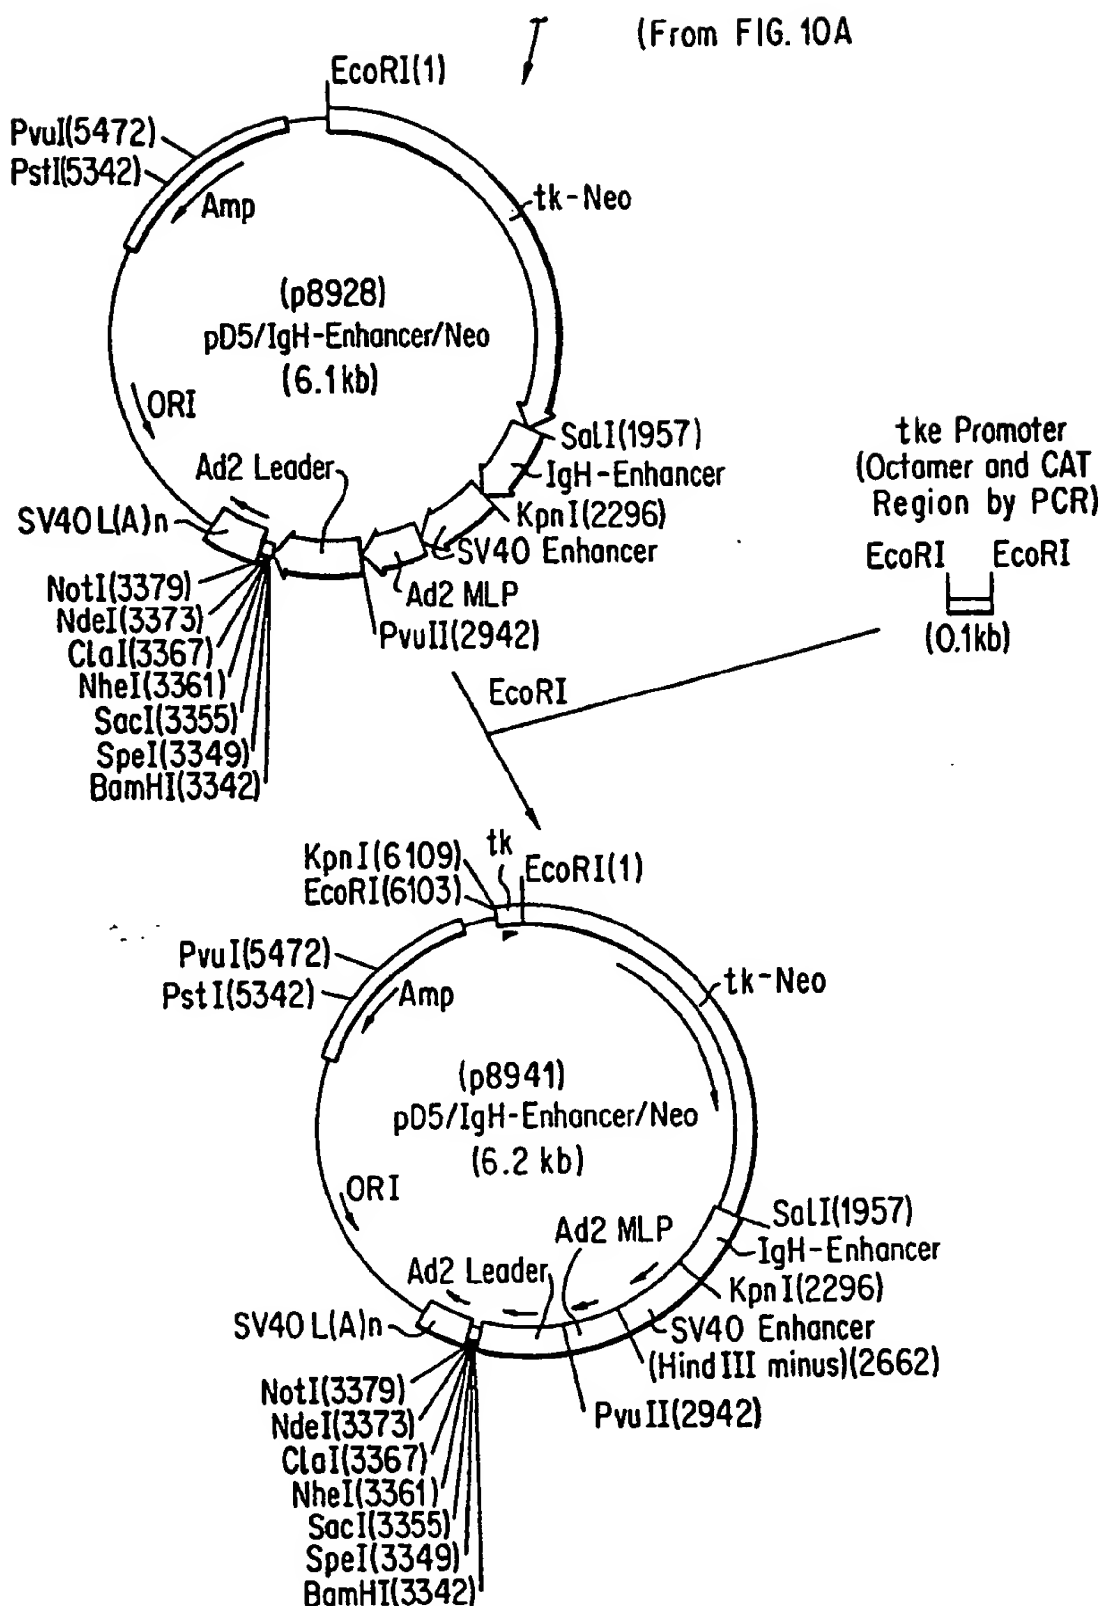 (From FIG. 10A
EcoRI(1)
PvuI(5472)
PstI(5342)
Amp
tk-Neo
(p8928)
pD5/IgH-Enhancer/Neo
(6.1kb)
ORI
SalI(1957)
IgH-Enhancer
Ad2 Leader
KpnI(2296)
SV40 L(A)n
SV40 Enhancer
Ad2 MLP
NotI(3379)
NdeI(3373)
PvuII(2942)
ClaI(3367)
NheI(3361)
SacI(3355)
SpeI(3349)
BamHI(3342)
tke Promoter
(Octamer and CAT
Region by PCR)
EcoRI EcoRI
(0.1kb)
EcoRI
tk
KpnI(6109)
EcoRI(1)
EcoRI(6103)
PvuI(5472)
PstI(5342)
Amp
tk-Neo
(p8941)
pD5/IgH-Enhancer/Neo
(6.2 kb)
ORI
SalI(1957)
Ad2 MLP
IgH-Enhancer
Ad2 Leader
KpnI(2296)
SV40 L(A)n
SV40 Enhancer
(Hind III minus)(2662)
NotI(3379)
PvuII(2942)
NdeI(3373)
ClaI(3367)
NheI(3361)
SacI(3355)
SpeI(3349)
BamHI(3342)